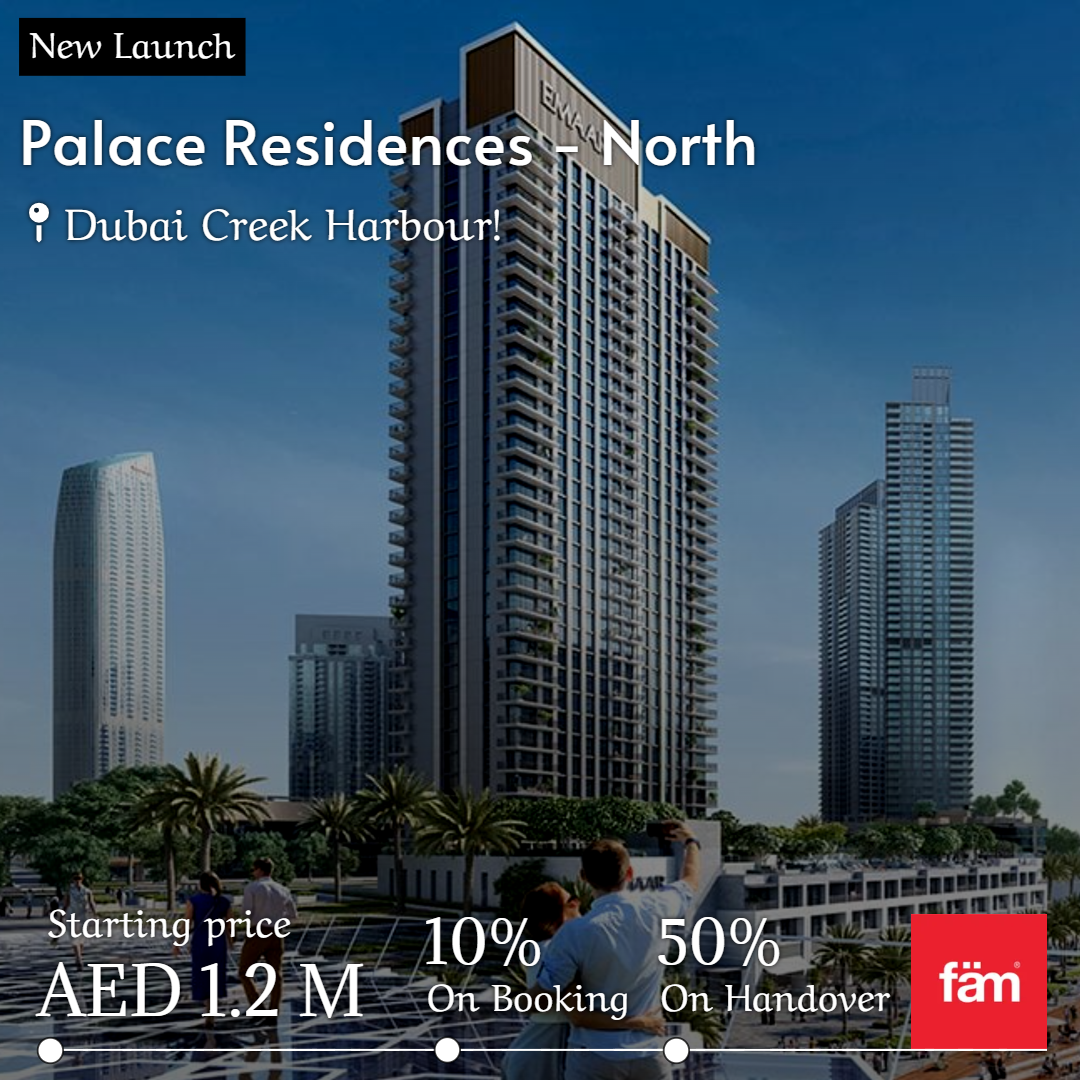 New Launch
EMAAR
Palace Residences - North
Dubai Creek Harbour!
Starting price
AED 1.2 M
10%
On Booking
50%
On Handover
fäm®